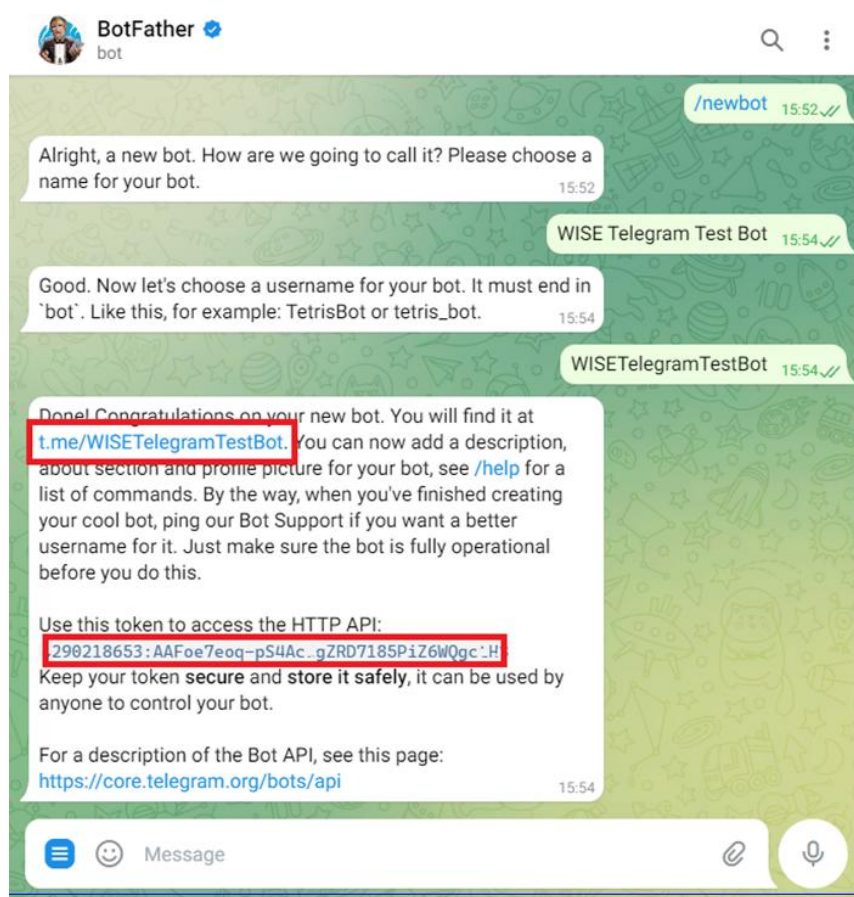 BotFather
bot
/newbot 15:52
Alright, a new bot. How are we going to call it? Please choose a
name for your bot.
15:52
WISE Telegram Test Bot 15:54
Good. Now let's choose a username for your bot. It must end in
`bot`. Like this, for example: TetrisBot or tetris_bot.
15:54
WISETelegramTestBot 15:54
Done! Congratulations on your new bot. You will find it at
t.me/WISETelegramTestBot. You can now add a description,
about section and profile picture for your bot, see /help for a
list of commands. By the way, when you've finished creating
your cool bot, ping our Bot Support if you want a better
username for it. Just make sure the bot is fully operational
before you do this.
Use this token to access the HTTP API:
Keep your token secure and store it safely, it can be used by
anyone to control your bot.
For a description of the Bot API, see this page:
https://core.telegram.org/bots/api
15:54
Message